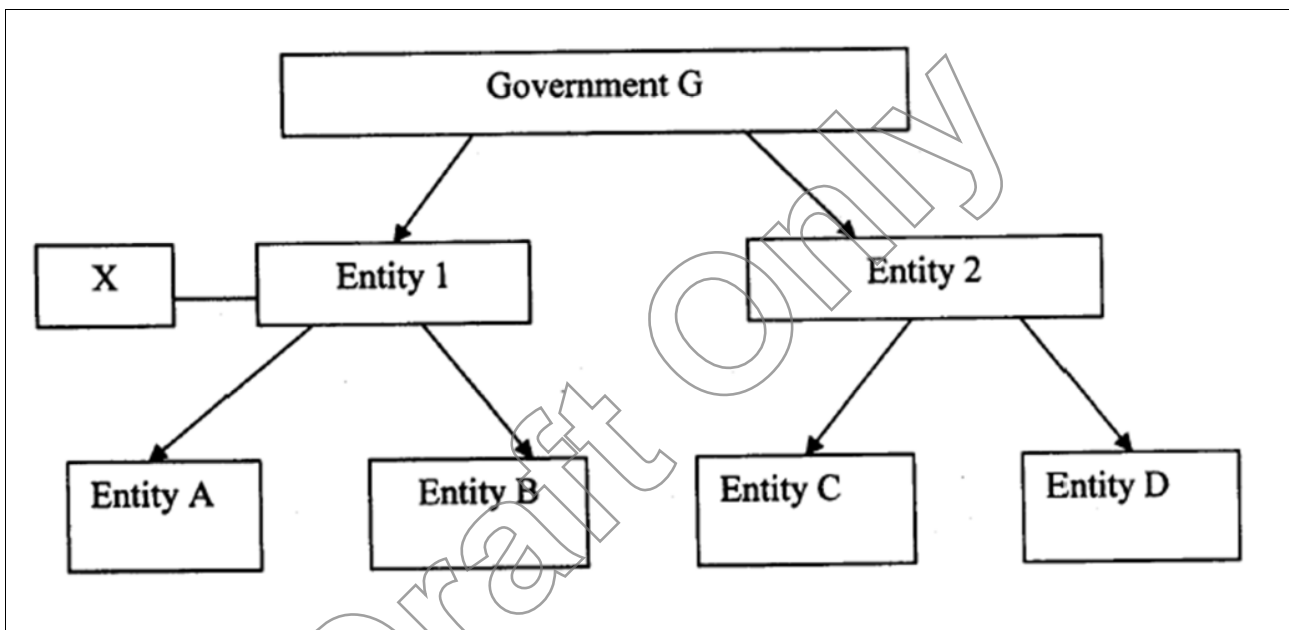 Government G
X
Entity 1
Entity 2
Entity A
Entity B
Entity C
Entity D
Draft Only